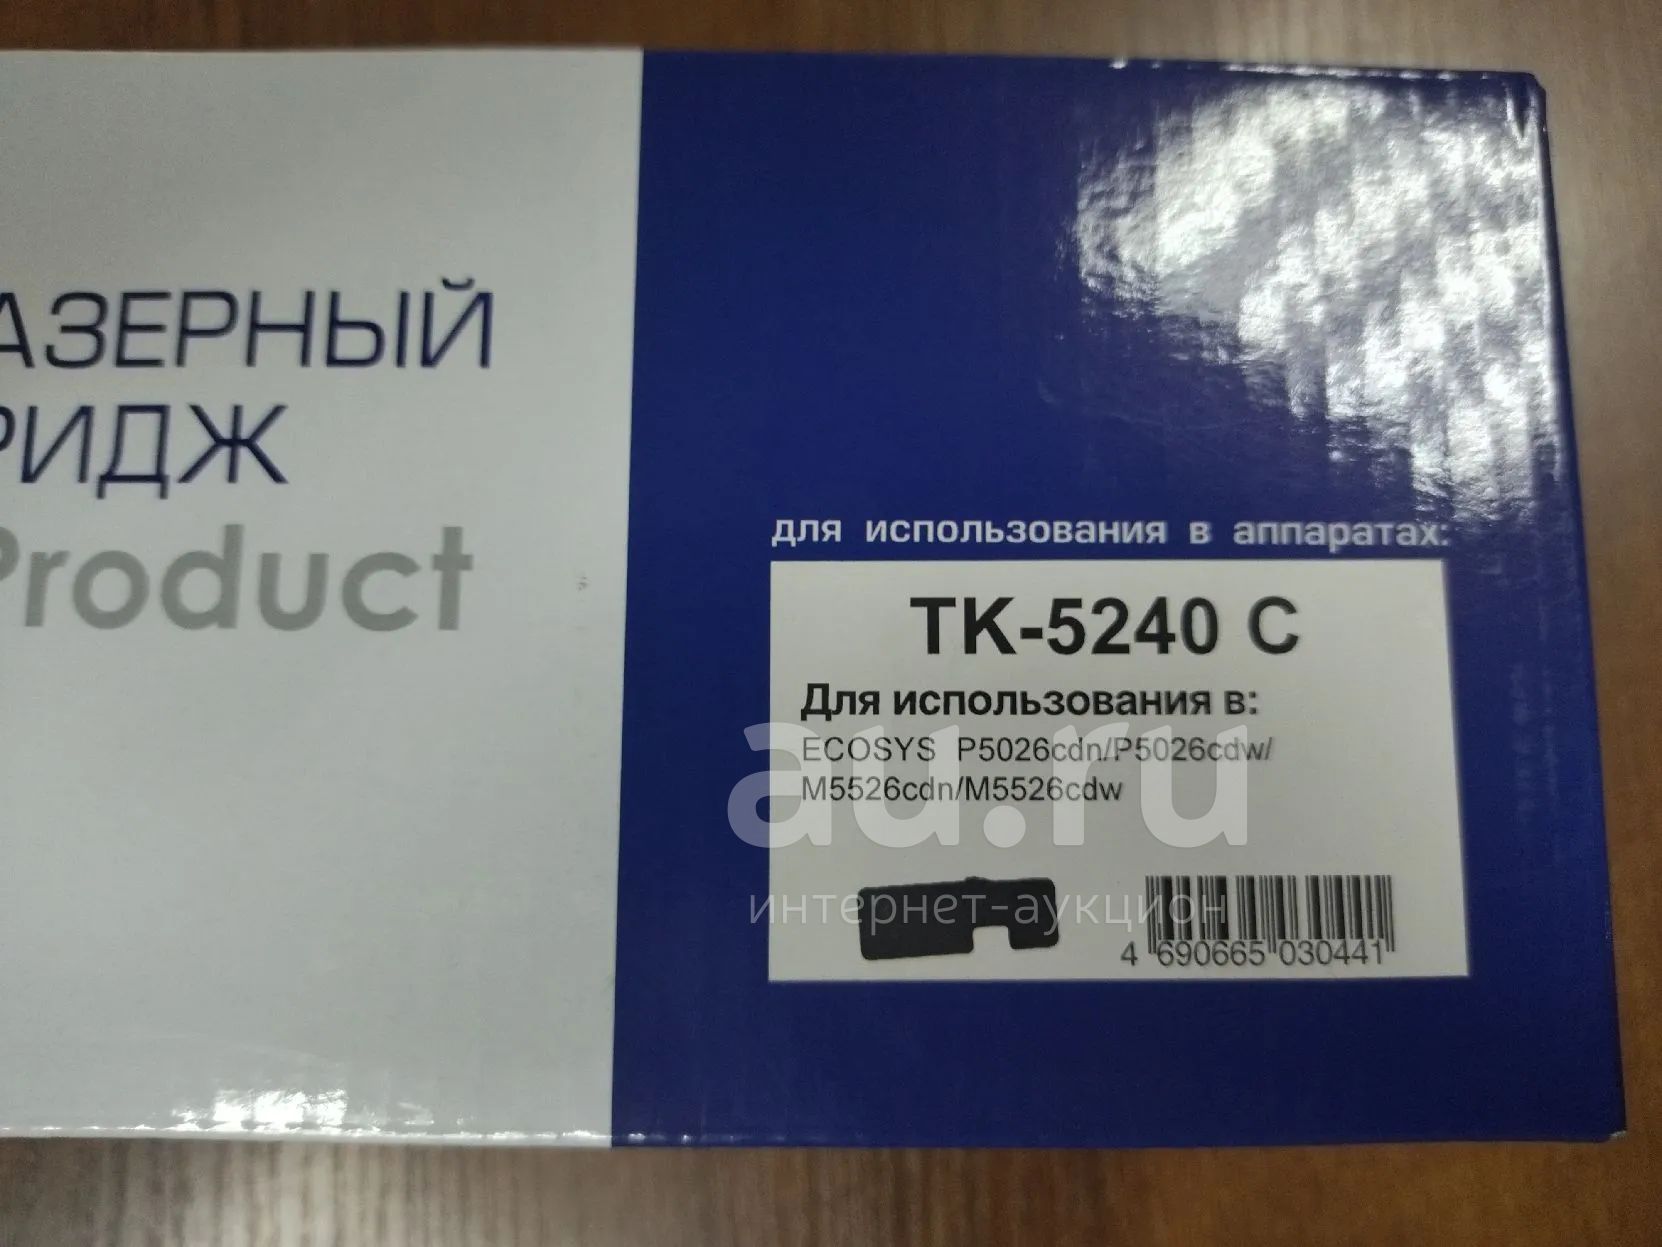 АЗЕРНЫЙ
РИДЖ
Product
для использования в аппаратах:
TK-5240 C
Для использования в:
ECOSYS P5026cdn/P5026cdw/
M5526cdn/M5526cdw
au.ru
интернет-аукцион
4 690665 030441